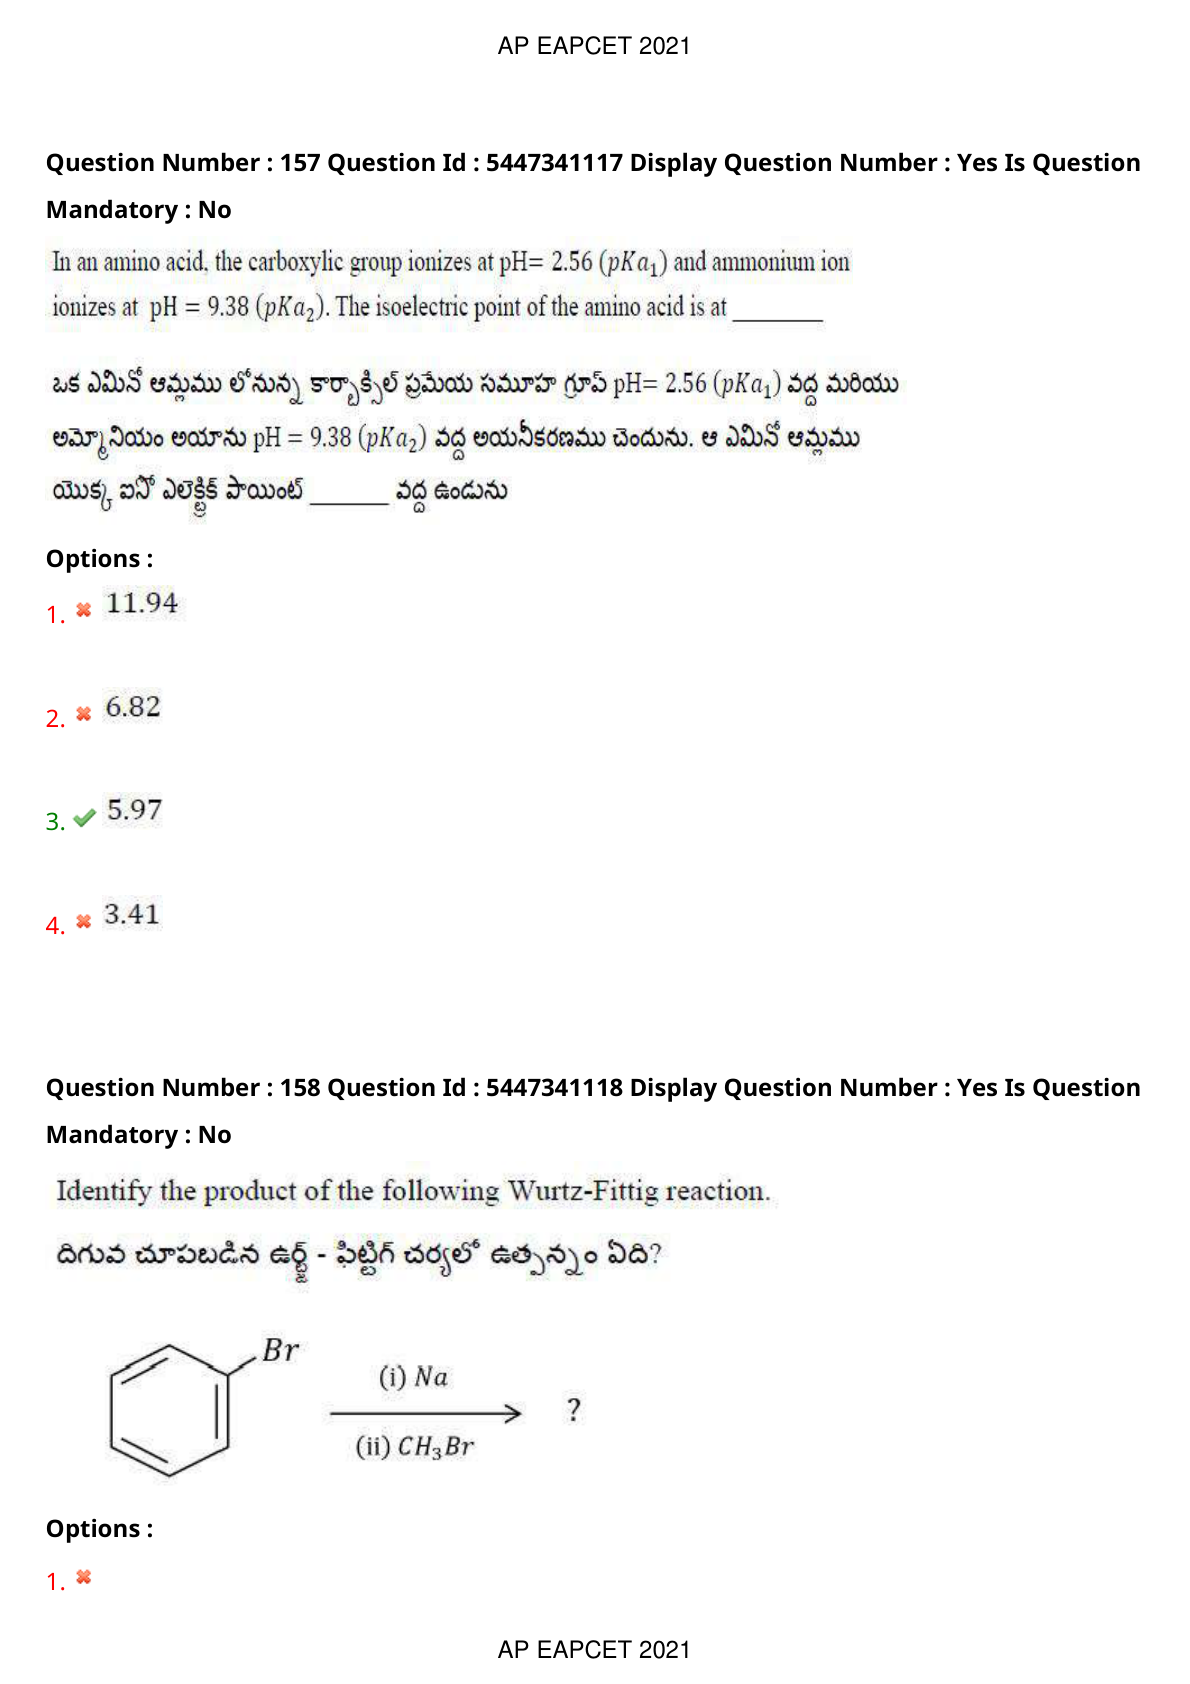 AP EAPCET 2021
Question Number : 157 Question Id : 5447341117 Display Question Number : Yes Is Question
Mandatory : No
In an amino acid, the carboxylic group ionizes at pH= 2.56 (pKa₁) and ammonium ion
ionizes at pH = 9.38 (pKa₂). The isoelectric point of the amino acid is at ________
ఒక ఎమినో ఆమ్లము లోనున్న కార్బాక్సిల్ ప్రమేయ సమూహ గ్రూప్ pH= 2.56 (pKa₁) వద్ద మరియు
అమ్మోనియం అయాను pH = 9.38 (pKa₂) వద్ద అయనీకరణము చెందును. ఆ ఎమినో ఆమ్లము
యొక్క ఐసో ఎలెక్ట్రిక్ పాయింట్ _______ వద్ద ఉండును
Options :
1. 11.94
2. 6.82
3. 5.97
4. 3.41
Question Number : 158 Question Id : 5447341118 Display Question Number : Yes Is Question
Mandatory : No
Identify the product of the following Wurtz-Fittig reaction.
దిగువ చూపబడిన ఉర్ట్జ్ - ఫిట్టిగ్ చర్యలో ఉత్పన్నం ఏది?
Br
(i) Na
?
(ii) CH₃Br
Options :
1.
AP EAPCET 2021